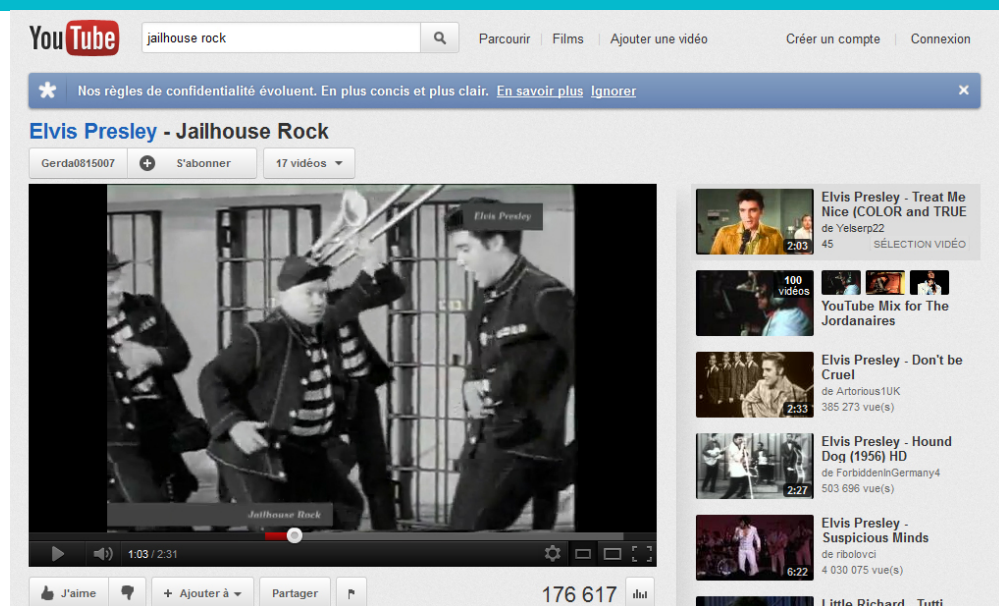 YouTube
jailhouse rock
Parcourir
Films
Ajouter une vidéo
Créer un compte
Connexion
Nos règles de confidentialité évoluent. En plus concis et plus clair. En savoir plus Ignorer
Elvis Presley - Jailhouse Rock
Gerda0815007
S'abonner
17 vidéos
Elvis Presley
Jailhouse Rock
1:03 / 2:31
J'aime
+ Ajouter à
Partager
176 617
2:03
Elvis Presley - Treat Me
Nice (COLOR and TRUE
de Yelserp22
45
SÉLECTION VIDÉO
100
vidéos
YouTube Mix for The
Jordanaires
2:33
Elvis Presley - Don't be
Cruel
de Artorious1UK
385 273 vue(s)
2:27
Elvis Presley - Hound
Dog (1956) HD
de ForbiddenInGermany4
503 696 vue(s)
6:22
Elvis Presley -
Suspicious Minds
de ribolovci
4 030 075 vue(s)
Little Richard - Tutti